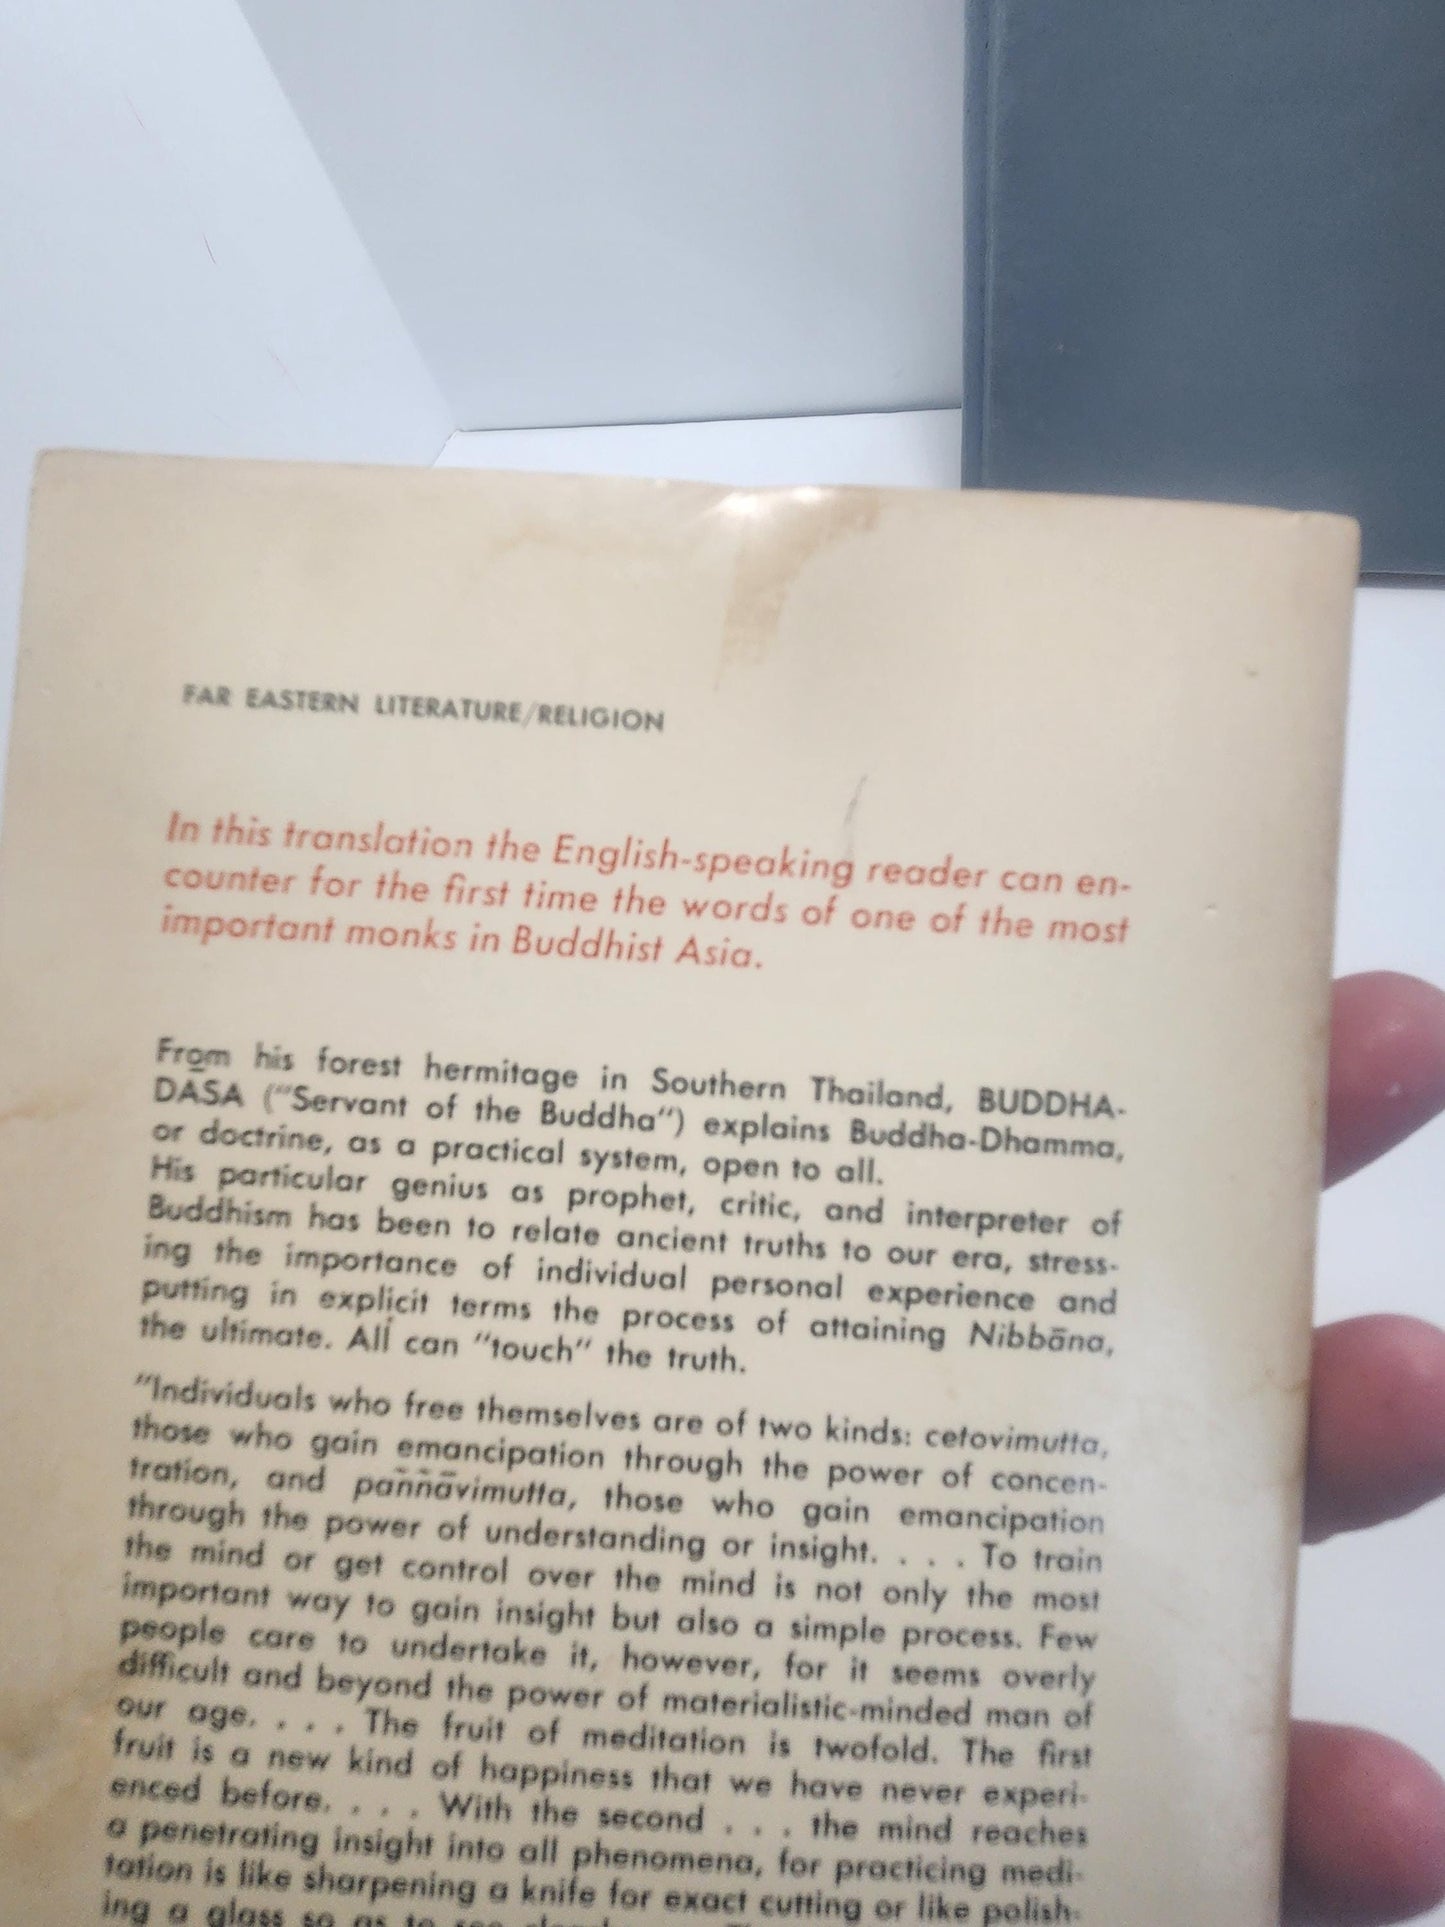 FAR EASTERN LITERATURE/RELIGION
In this translation the English-speaking reader can en-
counter for the first time the words of one of the most
important monks in Buddhist Asia.
From his forest hermitage in Southern Thailand, BUDDHA-
DĀSA ("Servant of the Buddha") explains Buddha-Dhamma,
or doctrine, as a practical system, open to all.
His particular genius as prophet, critic, and interpreter of
Buddhism has been to relate ancient truths to our era, stress-
ing the importance of individual personal experience and
putting in explicit terms the process of attaining Nibbāna,
the ultimate. All can "touch" the truth.
"Individuals who free themselves are of two kinds: cetovimutta,
those who gain emancipation through the power of concen-
tration, and paññāvimutta, those who gain emancipation
through the power of understanding or insight. . . . To train
the mind or get control over the mind is not only the most
important way to gain insight but also a simple process. Few
people care to undertake it, however, for it seems overly
difficult and beyond the power of materialistic-minded man of
our age. . . . The fruit of meditation is twofold. The first
fruit is a new kind of happiness that we have never experi-
enced before. . . . With the second . . . the mind reaches
a penetrating insight into all phenomena, for practicing medi-
tation is like sharpening a knife for exact cutting or like polish-
ing a glass so as to see